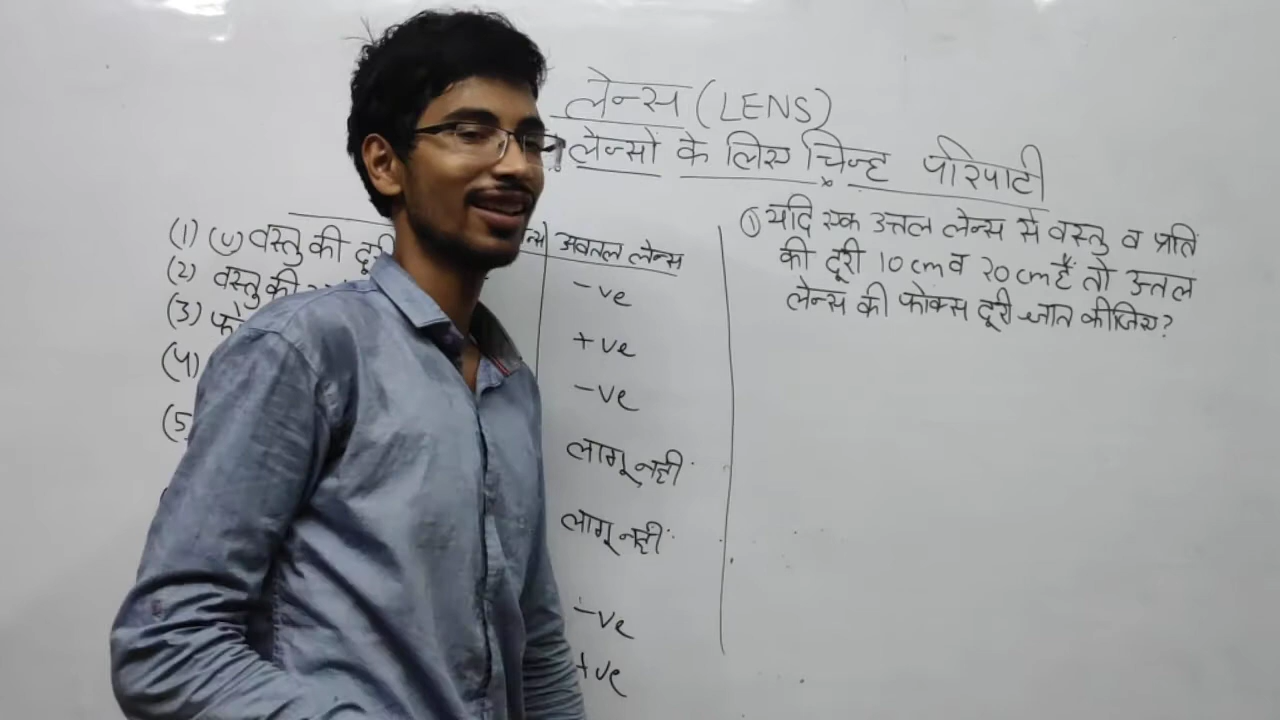 लेन्स (LENS)
लेन्सों के लिए चिन्ह परिपाटी
(1) (u) वस्तु की दूरी
(2) वस्तु की
(3)
(4)
(5)
न्स अवतल लेन्स
-ve
+ve
-ve
लागू नहीं
लागू नहीं
-ve
+ve
① यदि एक उत्तल लेन्स से वस्तु व प्रति
की दूरी 10 cm व 20 cm है तो उत्तल
लेन्स की फोकस दूरी ज्ञात कीजिए?